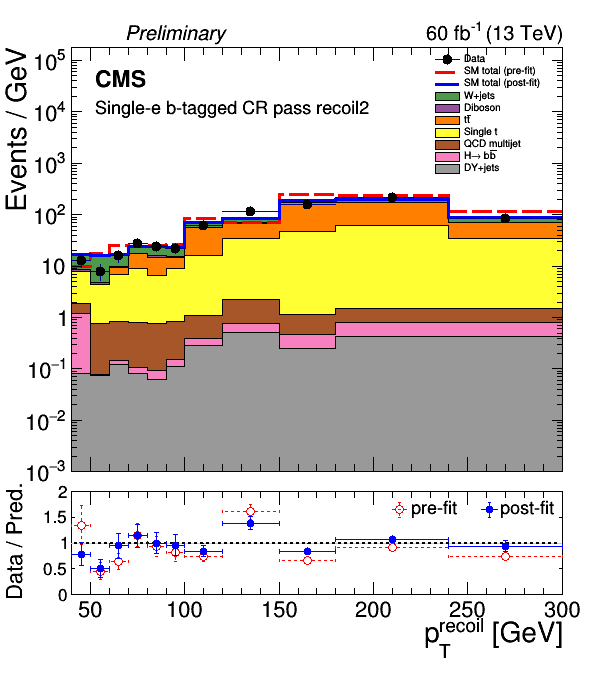 Preliminary 60 fb⁻¹ (13 TeV)
Events / GeV
CMS
Single-e b-tagged CR pass recoil2
Data
SM total (pre-fit)
SM total (post-fit)
W+jets
Diboson
tt̅
Single t
QCD multijet
H→ bb̅
DY+jets
10⁵
10⁴
10³
10²
10
1
10⁻¹
10⁻²
10⁻³
Data / Pred.
pre-fit post-fit
2
1.5
1
0.5
0
50 100 150 200 250 300
p_T^recoil [GeV]